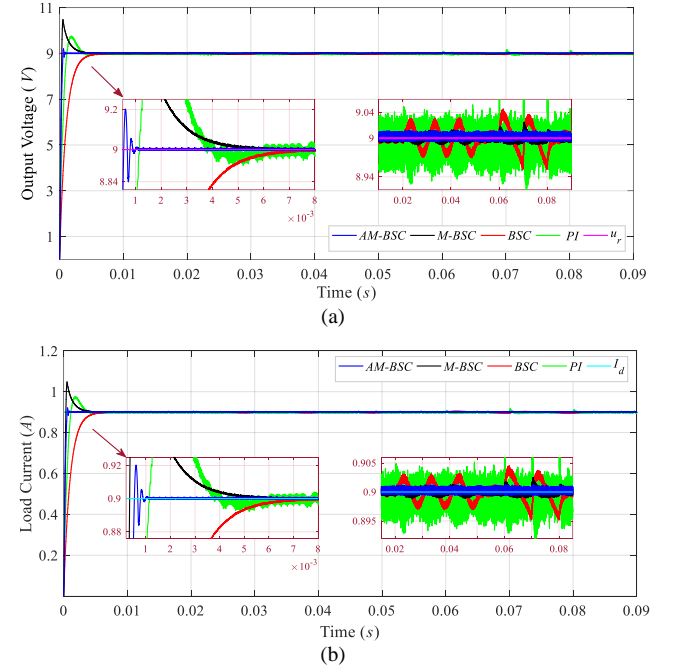 (a)
Output Voltage (V)
11
9
7
5
3
1
9.2
9
8.84
1 2 3 4 5 6 7 8
×10⁻³
9.04
9
8.94
0.02 0.04 0.06 0.08
AM-BSC M-BSC BSC PI u_r
0 0.01 0.02 0.03 0.04 0.05 0.06 0.07 0.08 0.09
Time (s)
(a)
Load Current (A)
1.2
1
0.8
0.6
0.4
0.2
AM-BSC M-BSC BSC PI I_d
0.92
0.9
0.88
1 2 3 4 5 6 7 8
×10⁻³
0.905
0.9
0.895
0.02 0.04 0.06 0.08
0 0.01 0.02 0.03 0.04 0.05 0.06 0.07 0.08 0.09
Time (s)
(b)